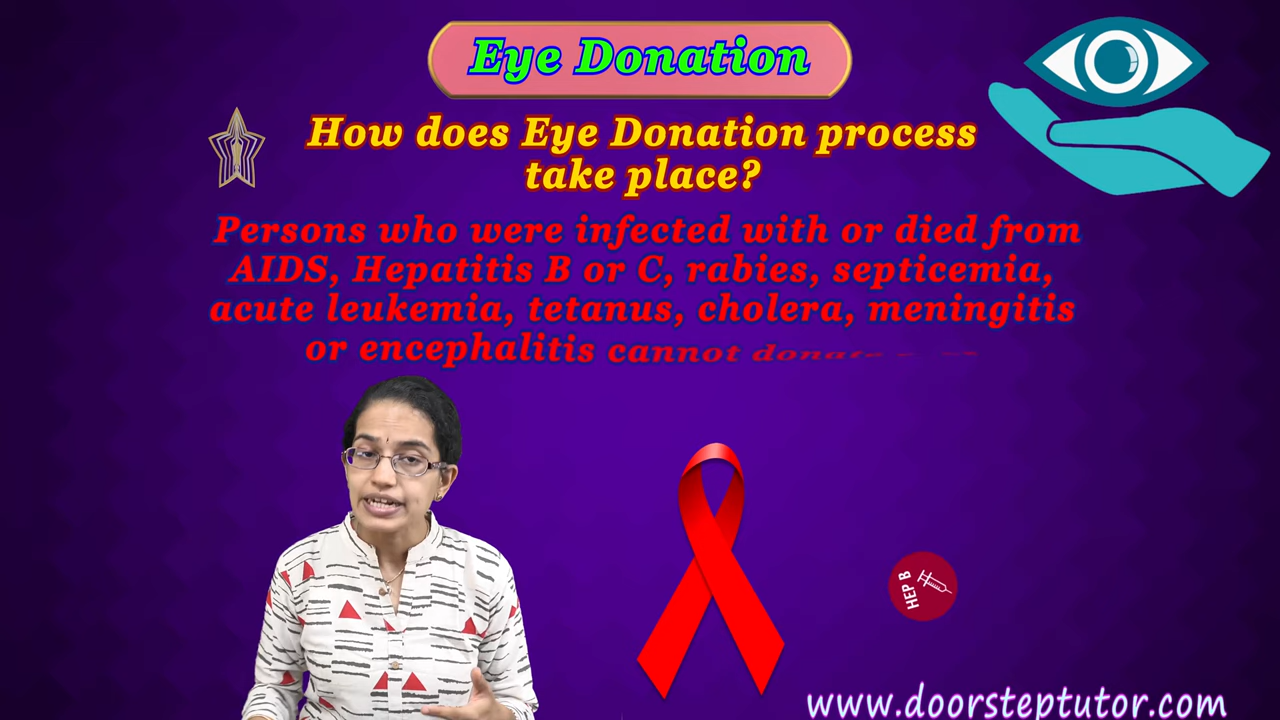 Eye Donation
How does Eye Donation process
take place?
Persons who were infected with or died from
AIDS, Hepatitis B or C, rabies, septicemia,
acute leukemia, tetanus, cholera, meningitis
or encephalitis cannot
HEP B
www.doorsteptutor.com